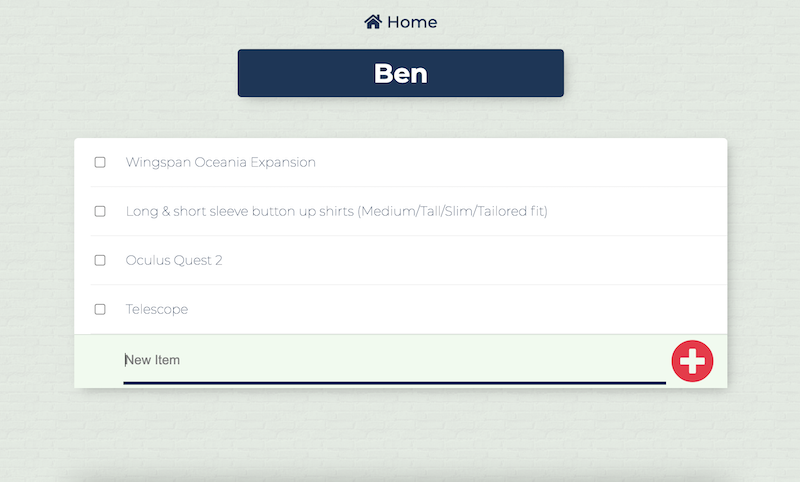 Home
Ben
Wingspan Oceania Expansion
Long & short sleeve button up shirts (Medium/Tall/Slim/Tailored fit)
Oculus Quest 2
Telescope
New Item